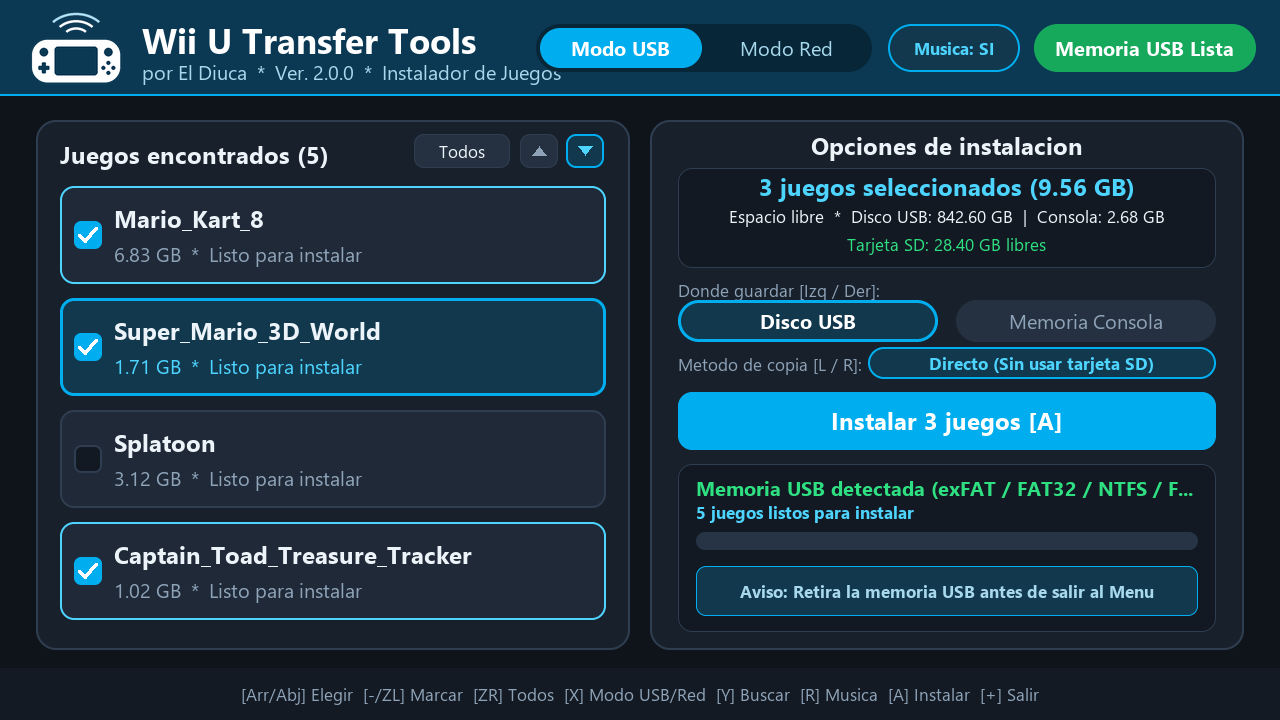 Wii U Transfer Tools
por El Diuca * Ver. 2.0.0 * Instalador de Juegos
Modo USB
Modo Red
Musica: SI
Memoria USB Lista
Juegos encontrados (5)
Todos
Mario_Kart_8
6.83 GB * Listo para instalar
Super_Mario_3D_World
1.71 GB * Listo para instalar
Splatoon
3.12 GB * Listo para instalar
Captain_Toad_Treasure_Tracker
1.02 GB * Listo para instalar
Opciones de instalacion
3 juegos seleccionados (9.56 GB)
Espacio libre * Disco USB: 842.60 GB | Consola: 2.68 GB
Tarjeta SD: 28.40 GB libres
Donde guardar [Izq / Der]:
Disco USB
Memoria Consola
Metodo de copia [L / R]:
Directo (Sin usar tarjeta SD)
Instalar 3 juegos [A]
Memoria USB detectada (exFAT / FAT32 / NTFS / F...
5 juegos listos para instalar
Aviso: Retira la memoria USB antes de salir al Menu
[Arr/Abj] Elegir [-/ZL] Marcar [ZR] Todos [X] Modo USB/Red [Y] Buscar [R] Musica [A] Instalar [+] Salir